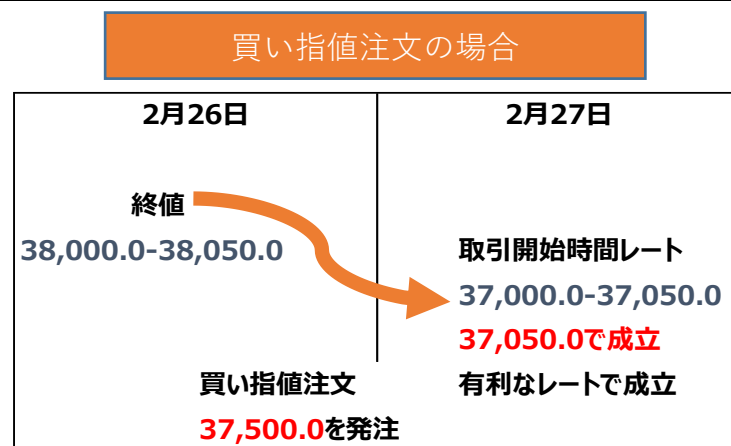 買い指値注文の場合
2月26日
2月27日
終値
38,000.0-38,050.0
取引開始時間レート
37,000.0-37,050.0
37,050.0で成立
買い指値注文
有利なレートで成立
37,500.0を発注